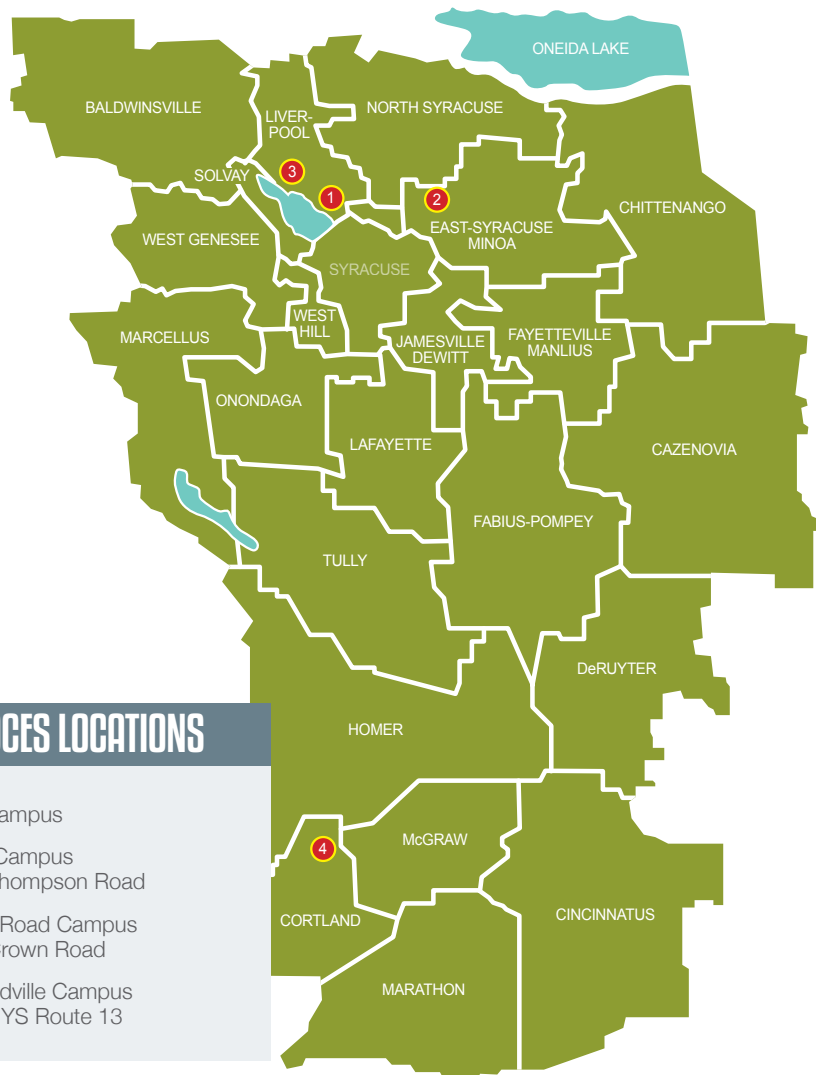 ONEIDA LAKE
BALDWINSVILLE
LIVER-
POOL
NORTH SYRACUSE
SOLVAY
3
1
2
CHITTENANGO
WEST GENESEE
EAST-SYRACUSE
MINOA
SYRACUSE
MARCELLUS
WEST
HILL
JAMESVILLE
DEWITT
FAYETTEVILLE
MANLIUS
ONONDAGA
LAFAYETTE
CAZENOVIA
FABIUS-POMPEY
TULLY
DeRUYTER
HOMER
McGRAW
4
CORTLAND
CINCINNATUS
MARATHON
OCES LOCATIONS
ampus
Campus
hompson Road
Road Campus
rown Road
dville Campus
YS Route 13